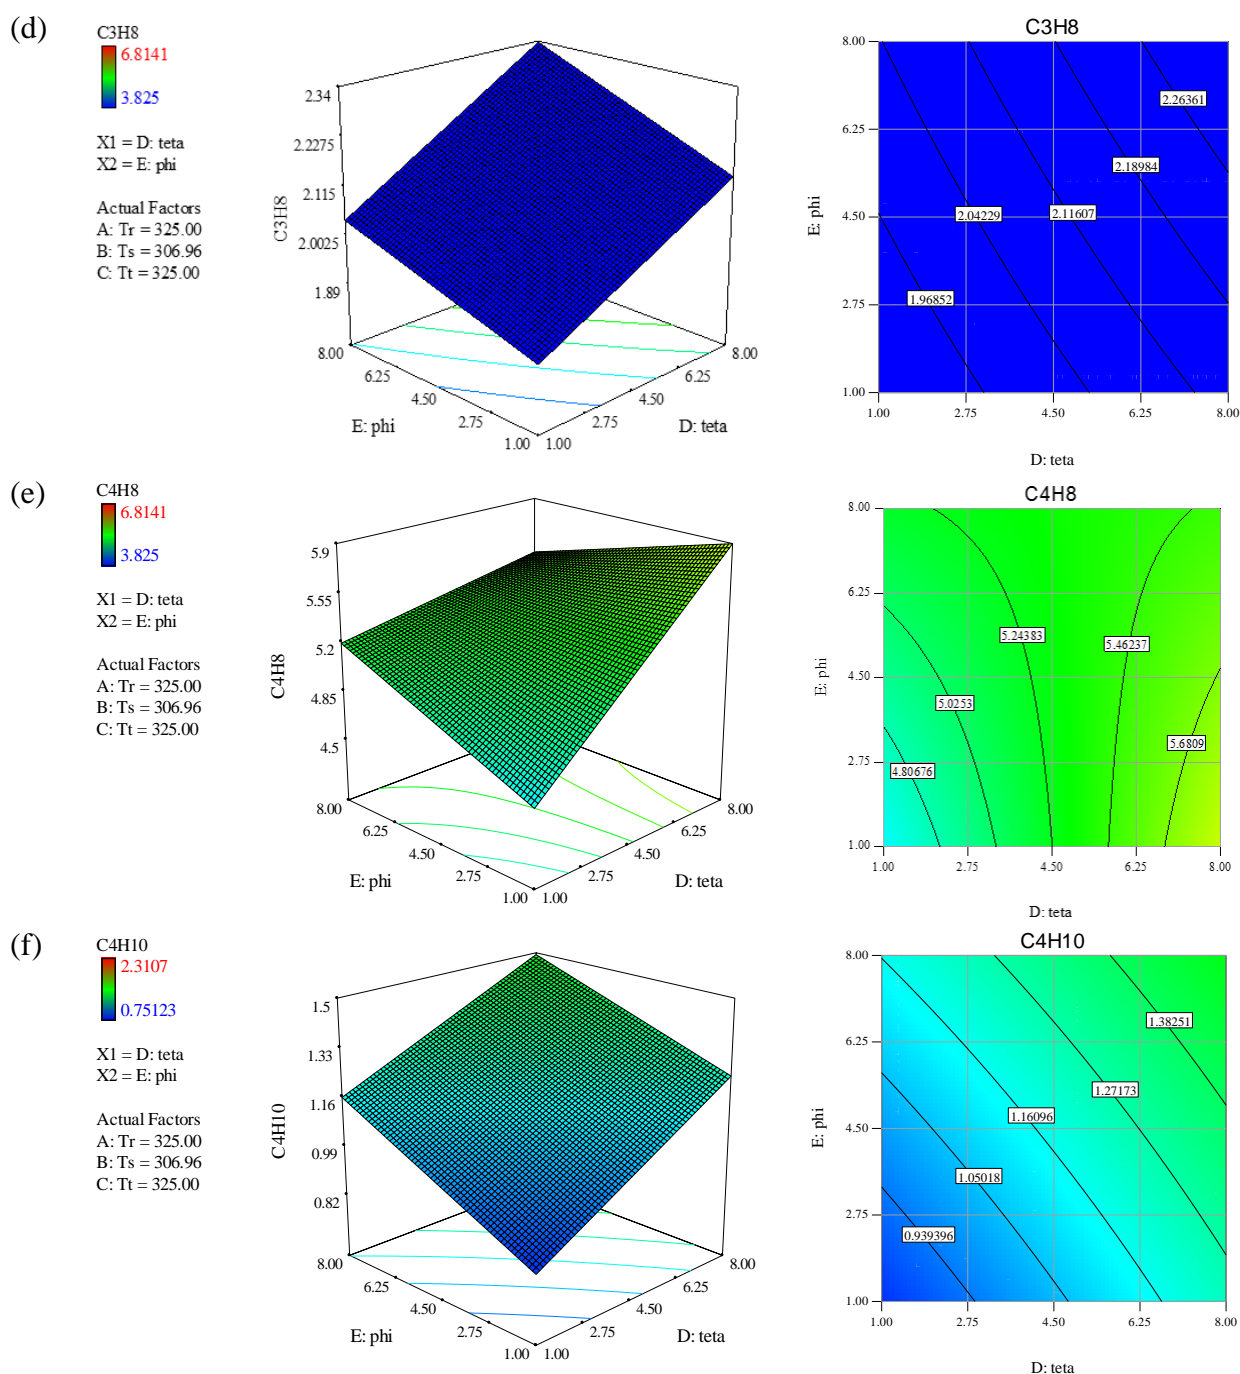 (d)
C3H8
6.8141
3.825
X1 = D: teta
X2 = E: phi
Actual Factors
A: Tr = 325.00
B: Ts = 306.96
C: Tt = 325.00
2.34
2.2275
2.115
2.0025
1.89
C3H8
8.00
6.25
4.50
2.75
1.00
E: phi
1.00
2.75
4.50
6.25
8.00
D: teta
C3H8
8.00
6.25
4.50
2.75
1.00
E: phi
2.26361
2.18984
2.04229
2.11607
1.96852
1.00
2.75
4.50
6.25
8.00
D: teta
(e)
C4H8
6.8141
3.825
X1 = D: teta
X2 = E: phi
Actual Factors
A: Tr = 325.00
B: Ts = 306.96
C: Tt = 325.00
5.9
5.55
5.2
4.85
4.5
C4H8
8.00
6.25
4.50
2.75
1.00
E: phi
1.00
2.75
4.50
6.25
8.00
D: teta
C4H8
8.00
6.25
4.50
2.75
1.00
E: phi
5.24383
5.46237
5.0253
5.6809
4.80676
1.00
2.75
4.50
6.25
8.00
D: teta
(f)
C4H10
2.3107
0.75123
X1 = D: teta
X2 = E: phi
Actual Factors
A: Tr = 325.00
B: Ts = 306.96
C: Tt = 325.00
1.5
1.33
1.16
0.99
0.82
C4H10
8.00
6.25
4.50
2.75
1.00
E: phi
1.00
2.75
4.50
6.25
8.00
D: teta
C4H10
8.00
6.25
4.50
2.75
1.00
E: phi
1.38251
1.27173
1.16096
1.05018
0.939396
1.00
2.75
4.50
6.25
8.00
D: teta